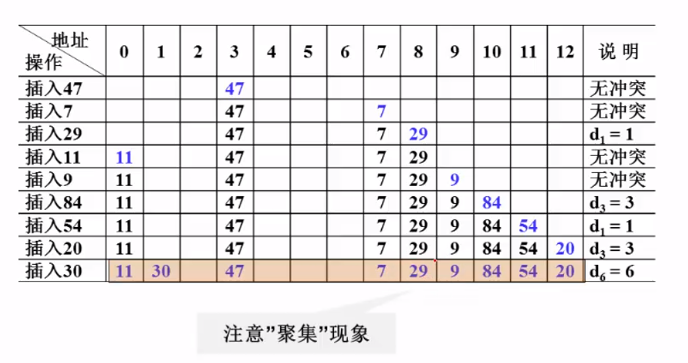 地址
操作 0 1 2 3 4 5 6 7 8 9 10 11 12 说 明
插入47 47 无冲突
插入7 47 7 无冲突
插入29 47 7 29 d₁ = 1
插入11 11 47 7 29 无冲突
插入9 11 47 7 29 9 无冲突
插入84 11 47 7 29 9 84 d₃ = 3
插入54 11 47 7 29 9 84 54 d₁ = 1
插入20 11 47 7 29 9 84 54 20 d₃ = 3
插入30 11 30 47 7 29 9 84 54 20 d₆ = 6
注意”聚集”现象